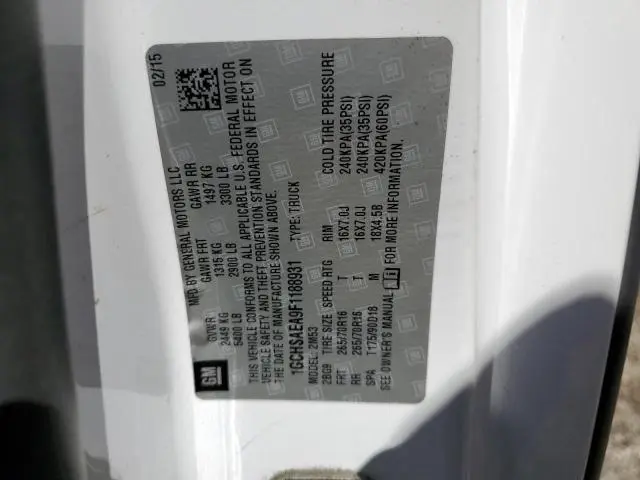 GM
MFD BY GENERAL MOTORS LLC 02/15
GVWR GAWR FRT GAWR RR
2449 KG 1315 KG 1497 KG
5400 LB 2900 LB 3300 LB
THIS VEHICLE CONFORMS TO ALL APPLICABLE U.S. FEDERAL MOTOR
VEHICLE SAFETY AND THEFT PREVENTION STANDARDS IN EFFECT ON
THE DATE OF MANUFACTURE SHOWN ABOVE.
1GCHSAEA9F1188931 TYPE: TRUCK
MODEL: 2M53
TIRE SIZE SPEED RTG RIM COLD TIRE PRESSURE
FRT 265/70R16 T 16X7.0J 240KPA(35PSI)
RR 265/70R16 T 16X7.0J 240KPA(35PSI)
SPA T175/90D18 M 18X4.5B 420KPA(60PSI)
SEE OWNER'S MANUAL FOR MORE INFORMATION.